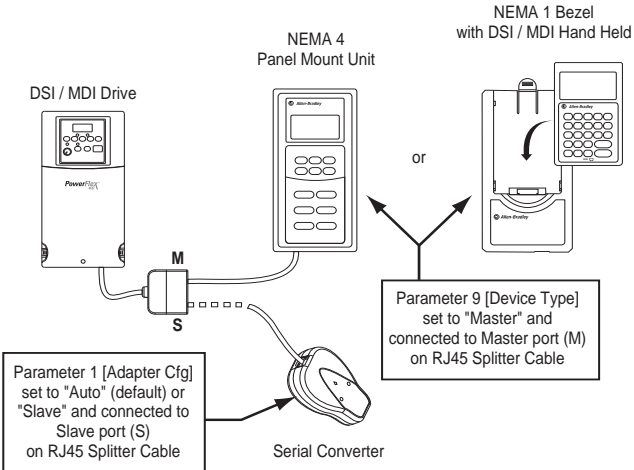 NEMA 1 Bezel
with DSI / MDI Hand Held
NEMA 4
Panel Mount Unit
DSI / MDI Drive
Allen-Bradley
Allen-Bradley
or
PowerFlex
Allen-Bradley
M
S
Parameter 9 [Device Type]
set to "Master" and
connected to Master port (M)
on RJ45 Splitter Cable
Parameter 1 [Adapter Cfg]
set to "Auto" (default) or
"Slave" and connected to
Slave port (S)
on RJ45 Splitter Cable
Serial Converter